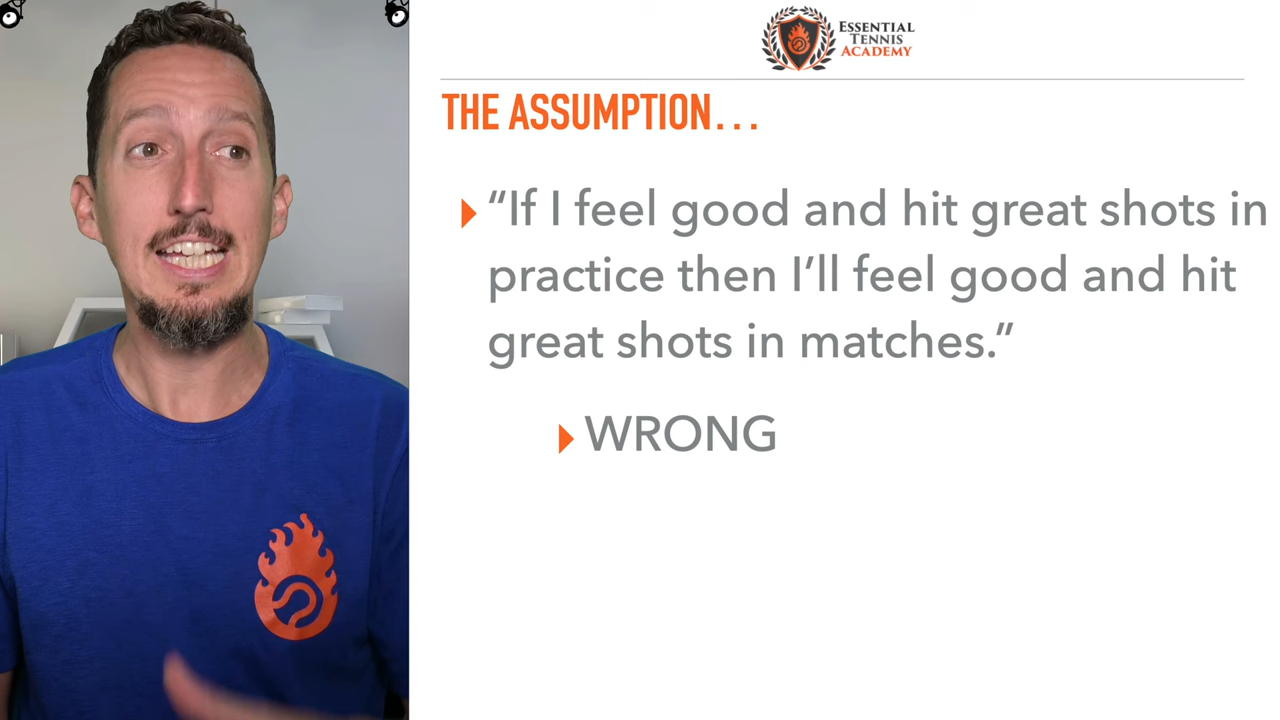 ESSENTIAL
TENNIS
ACADEMY
THE ASSUMPTION...
“If I feel good and hit great shots in
practice then I’ll feel good and hit
great shots in matches.”
WRONG